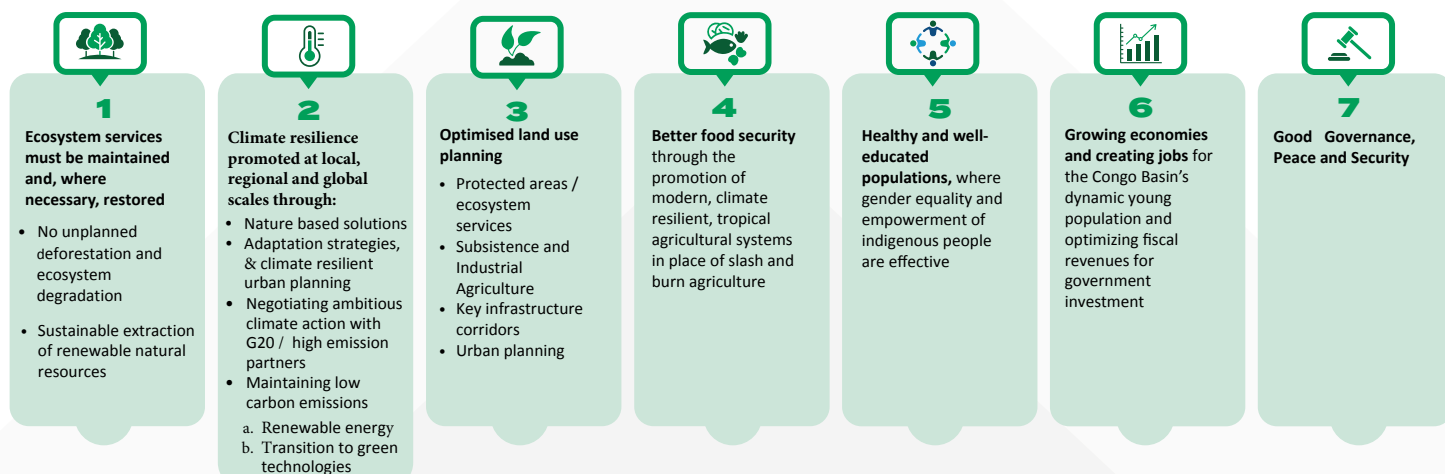 1
Ecosystem services
must be maintained
and, where
necessary, restored
• No unplanned
deforestation and
ecosystem
degradation
• Sustainable extraction
of renewable natural
resources
2
Climate resilience
promoted at local,
regional and global
scales through:
• Nature based solutions
• Adaptation strategies,
& climate resilient
urban planning
• Negotiating ambitious
climate action with
G20 / high emission
partners
• Maintaining low
carbon emissions
a. Renewable energy
b. Transition to green
technologies
3
Optimised land use
planning
• Protected areas /
ecosystem
services
• Subsistence and
Industrial
Agriculture
• Key infrastructure
corridors
• Urban planning
4
Better food security
through the
promotion of
modern, climate
resilient, tropical
agricultural systems
in place of slash and
burn agriculture
5
Healthy and well-
educated
populations, where
gender equality and
empowerment of
indigenous people
are effective
6
Growing economies
and creating jobs for
the Congo Basin's
dynamic young
population and
optimizing fiscal
revenues for
government
investment
7
Good Governance,
Peace and Security